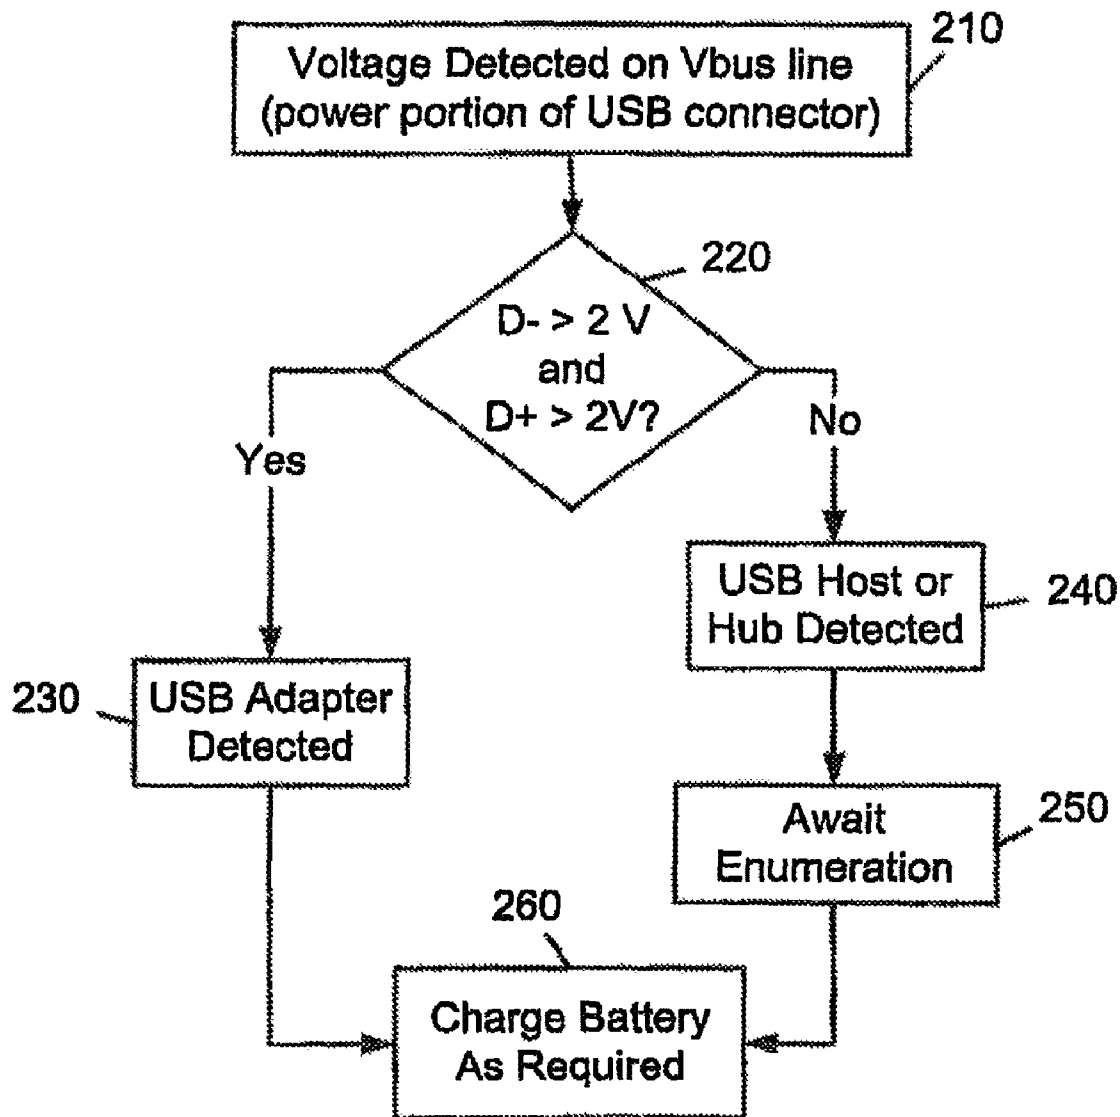 210
Voltage Detected on Vbus line
(power portion of USB connector)
220
D- > 2 V
and
D+ > 2V?
Yes
No
USB Host or
Hub Detected
240
230
USB Adapter
Detected
Await
Enumeration
250
260
Charge Battery
As Required